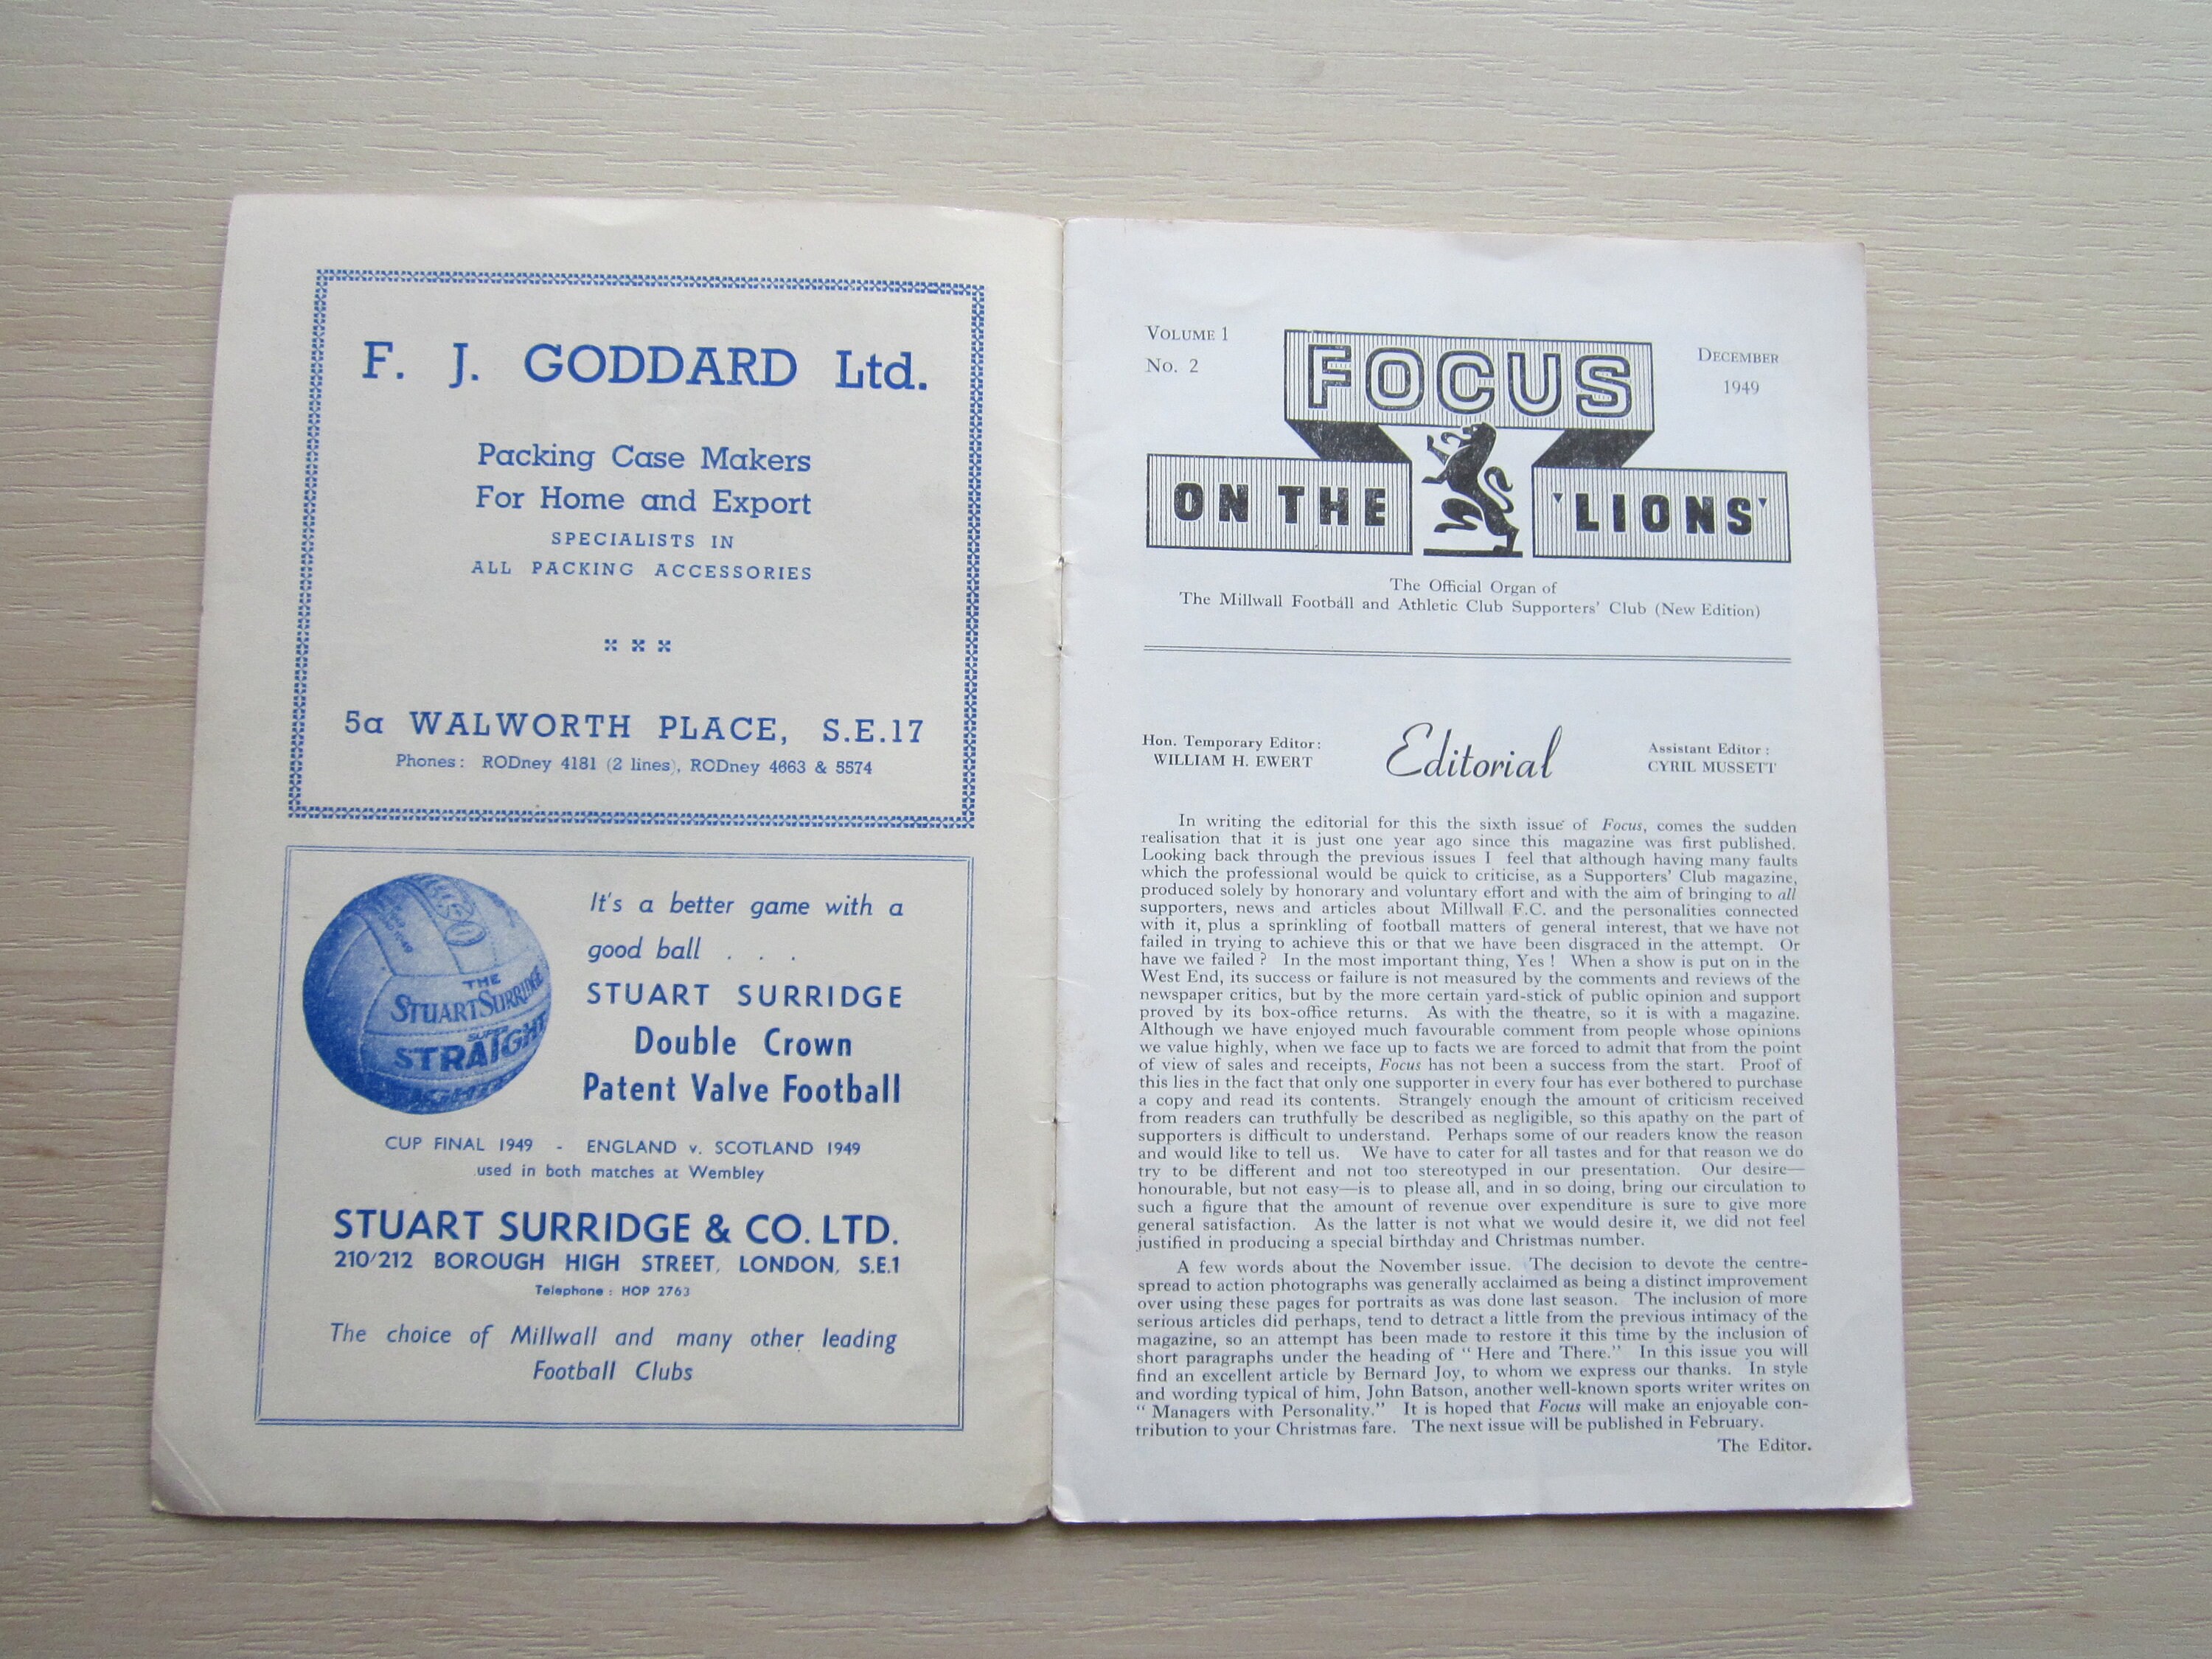 F. J. GODDARD Ltd.
Packing Case Makers
For Home and Export
SPECIALISTS IN
ALL PACKING ACCESSORIES
5a WALWORTH PLACE, S.E.17
Phones: RODney 4181 (2 lines), RODney 4663 & 5574
THE
STUART SURRIDGE
SUPER
STRAIGHT
It's a better game with a
good ball . . .
STUART SURRIDGE
Double Crown
Patent Valve Football
CUP FINAL 1949 - ENGLAND v. SCOTLAND 1949
used in both matches at Wembley
STUART SURRIDGE & CO. LTD.
210/212 BOROUGH HIGH STREET, LONDON, S.E.1
Telephone : HOP 2763
The choice of Millwall and many other leading
Football Clubs
VOLUME 1
No. 2
FOCUS
ON THE 'LIONS'
DECEMBER
1949
The Official Organ of
The Millwall Football and Athletic Club Supporters' Club (New Edition)
Hon. Temporary Editor:
WILLIAM H. EWERT
Editorial
Assistant Editor :
CYRIL MUSSETT
In writing the editorial for this the sixth issue of Focus, comes the sudden
realisation that it is just one year ago since this magazine was first published.
Looking back through the previous issues I feel that although having many faults
which the professional would be quick to criticise, as a Supporters' Club magazine,
produced solely by honorary and voluntary effort and with the aim of bringing to all
supporters, news and articles about Millwall F.C. and the personalities connected
with it, plus a sprinkling of football matters of general interest, that we have not
failed in trying to achieve this or that we have been disgraced in the attempt. Or
have we failed ? In the most important thing, Yes ! When a show is put on in the
West End, its success or failure is not measured by the comments and reviews of the
newspaper critics, but by the more certain yard-stick of public opinion and support
proved by its box-office returns. As with the theatre, so it is with a magazine.
Although we have enjoyed much favourable comment from people whose opinions
we value highly, when we face up to facts we are forced to admit that from the point
of view of sales and receipts, Focus has not been a success from the start. Proof of
this lies in the fact that only one supporter in every four has ever bothered to purchase
a copy and read its contents. Strangely enough the amount of criticism received
from readers can truthfully be described as negligible, so this apathy on the part of
supporters is difficult to understand. Perhaps some of our readers know the reason
and would like to tell us. We have to cater for all tastes and for that reason we do
try to be different and not too stereotyped in our presentation. Our desire—
honourable, but not easy—is to please all, and in so doing, bring our circulation to
such a figure that the amount of revenue over expenditure is sure to give more
general satisfaction. As the latter is not what we would desire it, we did not feel
justified in producing a special birthday and Christmas number.
A few words about the November issue. The decision to devote the centre-
spread to action photographs was generally acclaimed as being a distinct improvement
over using these pages for portraits as was done last season. The inclusion of more
serious articles did perhaps, tend to detract a little from the previous intimacy of the
magazine, so an attempt has been made to restore it this time by the inclusion of
short paragraphs under the heading of " Here and There." In this issue you will
find an excellent article by Bernard Joy, to whom we express our thanks. In style
and wording typical of him, John Batson, another well-known sports writer writes on
" Managers with Personality." It is hoped that Focus will make an enjoyable con-
tribution to your Christmas fare. The next issue will be published in February.
The Editor.